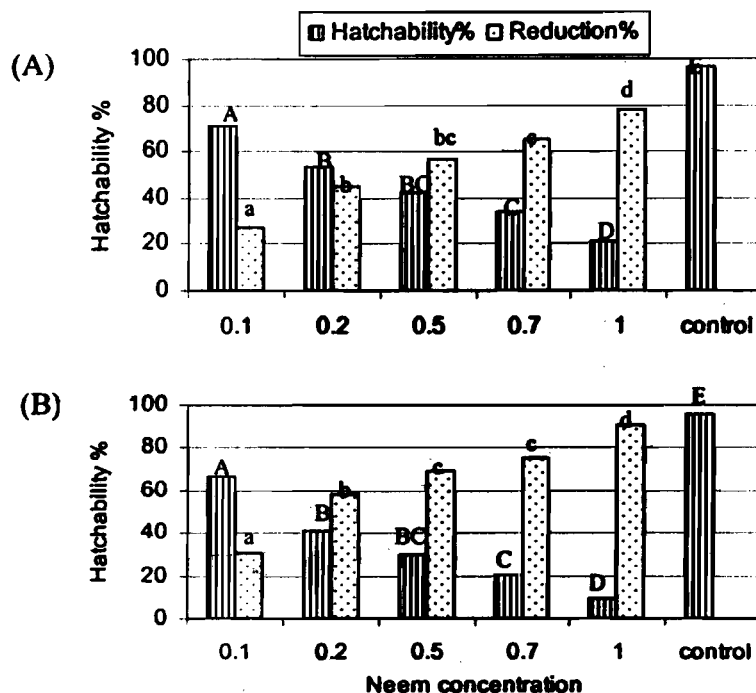 Hatchability% Reduction%
(A)
Hatchability %
100
80
60
40
20
0
A a B b BC bc C c D d E
0.1 0.2 0.5 0.7 1 control
(B)
Hatchability %
100
80
60
40
20
0
A a B b BC c C c D d E
0.1 0.2 0.5 0.7 1 control
Neem concentration